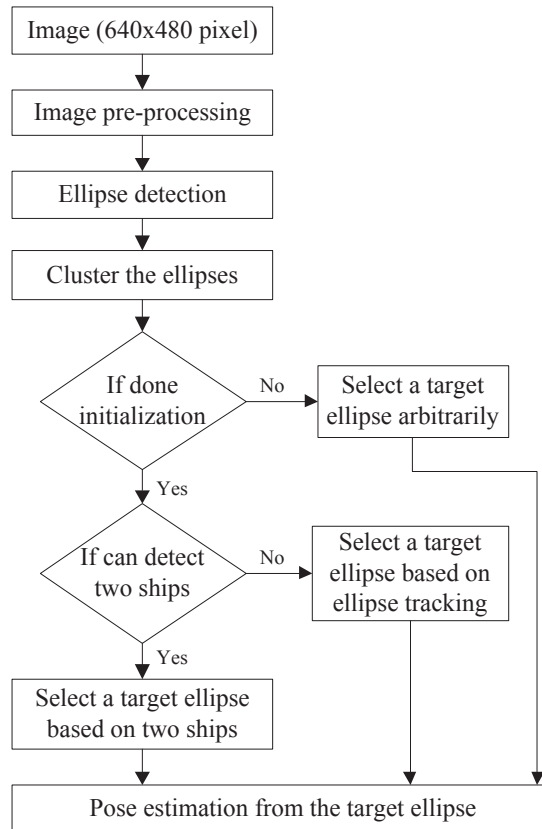 Image (640x480 pixel)
Image pre-processing
Ellipse detection
Cluster the ellipses
If done
initialization
No
Select a target
ellipse arbitrarily
Yes
If can detect
two ships
No
Select a target
ellipse based on
ellipse tracking
Yes
Select a target ellipse
based on two ships
Pose estimation from the target ellipse